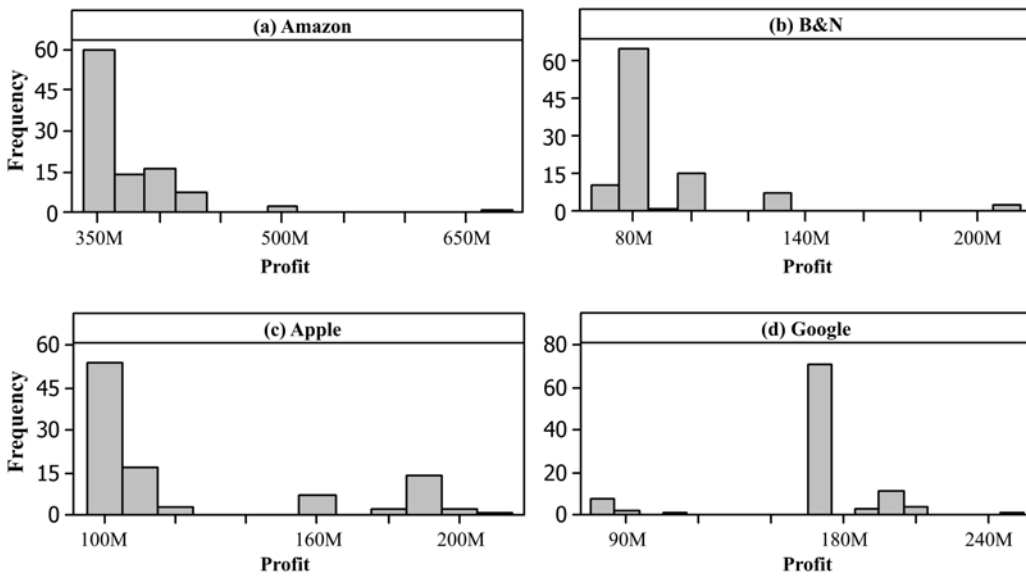 (a) Amazon
Frequency
60
45
30
15
0
350M 500M 650M
Profit
(b) B&N
60
45
30
15
0
80M 140M 200M
Profit
(c) Apple
Frequency
60
45
30
15
0
100M 160M 200M
Profit
(d) Google
80
60
40
20
0
90M 180M 240M
Profit